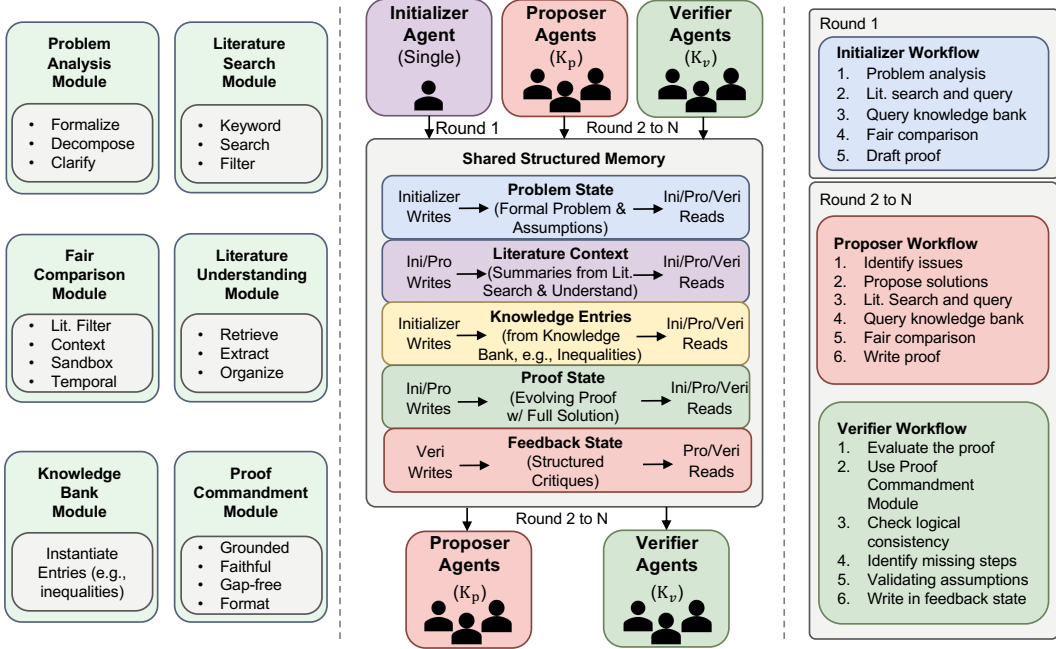 Problem
Analysis
Module
• Formalize
• Decompose
• Clarify
Literature
Search
Module
• Keyword
• Search
• Filter
Fair
Comparison
Module
• Lit. Filter
• Context
• Sandbox
• Temporal
Literature
Understanding
Module
• Retrieve
• Extract
• Organize
Knowledge
Bank
Module
Instantiate
Entries (e.g.,
inequalities)
Proof
Commandment
Module
• Grounded
• Faithful
• Gap-free
• Format
Initializer
Agent
(Single)
Proposer
Agents
(Kp)
Verifier
Agents
(Kv)
Round 1
Round 2 to N
Shared Structured Memory
Initializer
Writes
Problem State
(Formal Problem &
Assumptions)
Ini/Pro/Veri
Reads
Ini/Pro
Writes
Literature Context
(Summaries from Lit.
Search & Understand)
Ini/Pro/Veri
Reads
Initializer
Writes
Knowledge Entries
(from Knowledge
Bank, e.g., Inequalities)
Ini/Pro/Veri
Reads
Ini/Pro
Writes
Proof State
(Evolving Proof
w/ Full Solution)
Ini/Pro/Veri
Reads
Veri
Writes
Feedback State
(Structured
Critiques)
Pro/Veri
Reads
Round 2 to N
Proposer
Agents
(Kp)
Verifier
Agents
(Kv)
Round 1
Initializer Workflow
1. Problem analysis
2. Lit. search and query
3. Query knowledge bank
4. Fair comparison
5. Draft proof
Round 2 to N
Proposer Workflow
1. Identify issues
2. Propose solutions
3. Lit. Search and query
4. Query knowledge bank
5. Fair comparison
6. Write proof
Verifier Workflow
1. Evaluate the proof
2. Use Proof
Commandment
Module
3. Check logical
consistency
4. Identify missing steps
5. Validating assumptions
6. Write in feedback state